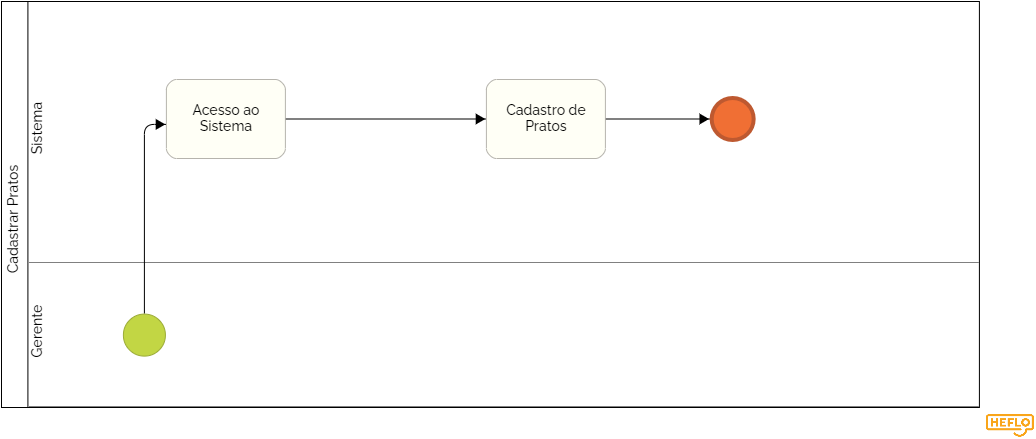 Cadastrar Pratos
Sistema
Acesso ao
Sistema
Cadastro de
Pratos
Gerente
HEFLO